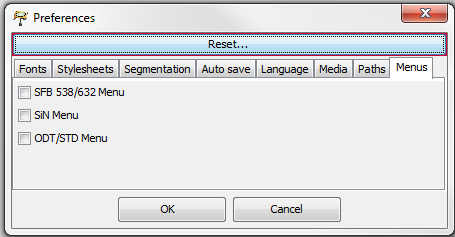 Preferences
Reset...
Fonts Stylesheets Segmentation Auto save Language Media Paths Menus
SFB 538/632 Menu
SiN Menu
ODT/STD Menu
OK Cancel